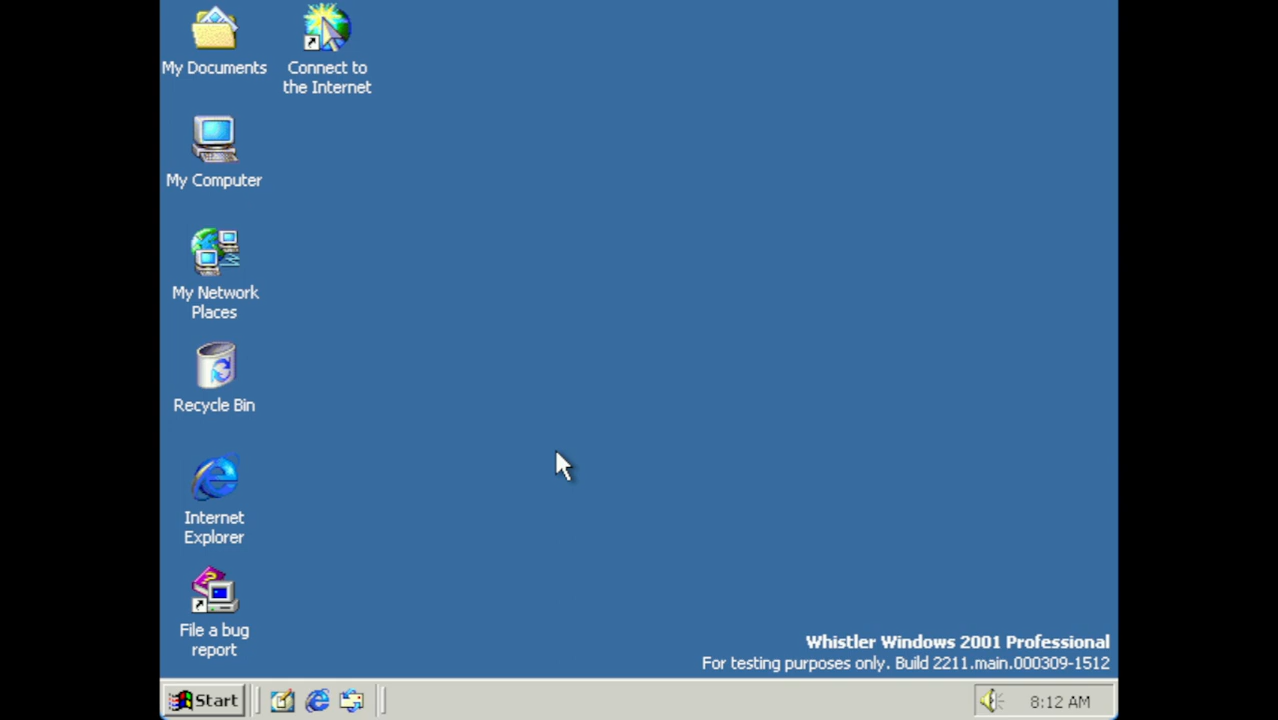 My Documents
Connect to
the Internet
My Computer
My Network
Places
Recycle Bin
Internet
Explorer
File a bug
report
Whistler Windows 2001 Professional
For testing purposes only. Build 2211.main.000309-1512
Start
8:12 AM